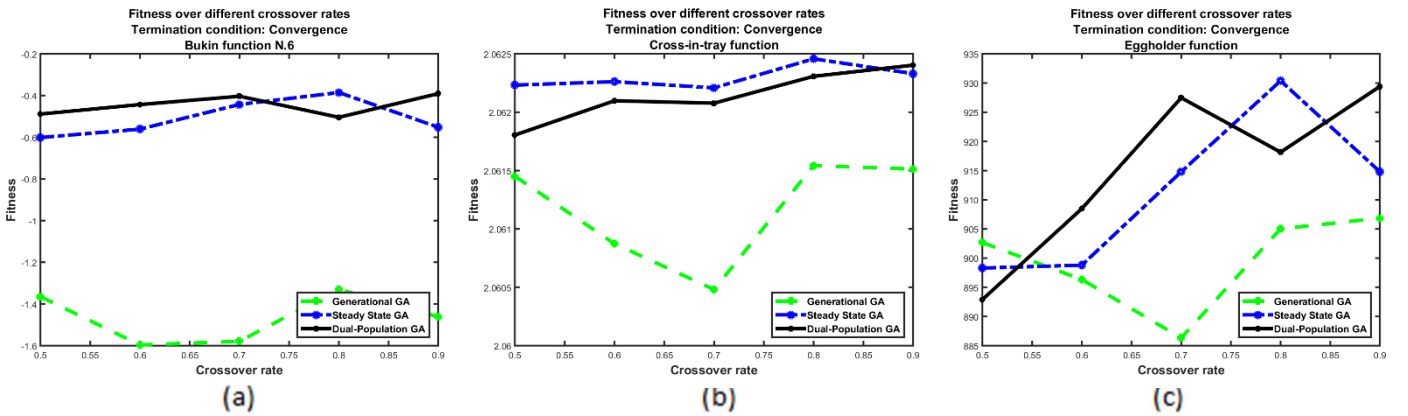 Fitness over different crossover rates
Termination condition: Convergence
Bukin function N.6
Fitness
-0.2
-0.4
-0.6
-0.8
-1
-1.2
-1.4
-1.6
0.5 0.55 0.6 0.65 0.7 0.75 0.8 0.85 0.9
Crossover rate
Generational GA
Steady State GA
Dual-Population GA
(a)
Fitness over different crossover rates
Termination condition: Convergence
Cross-in-tray function
Fitness
2.0625
2.062
2.0615
2.061
2.0605
2.06
0.5 0.55 0.6 0.65 0.7 0.75 0.8 0.85 0.9
Crossover rate
Generational GA
Steady State GA
Dual-Population GA
(b)
Fitness over different crossover rates
Termination condition: Convergence
Eggholder function
Fitness
935
930
925
920
915
910
905
900
895
890
885
0.5 0.55 0.6 0.65 0.7 0.75 0.8 0.85 0.9
Crossover rate
Generational GA
Steady State GA
Dual-Population GA
(c)